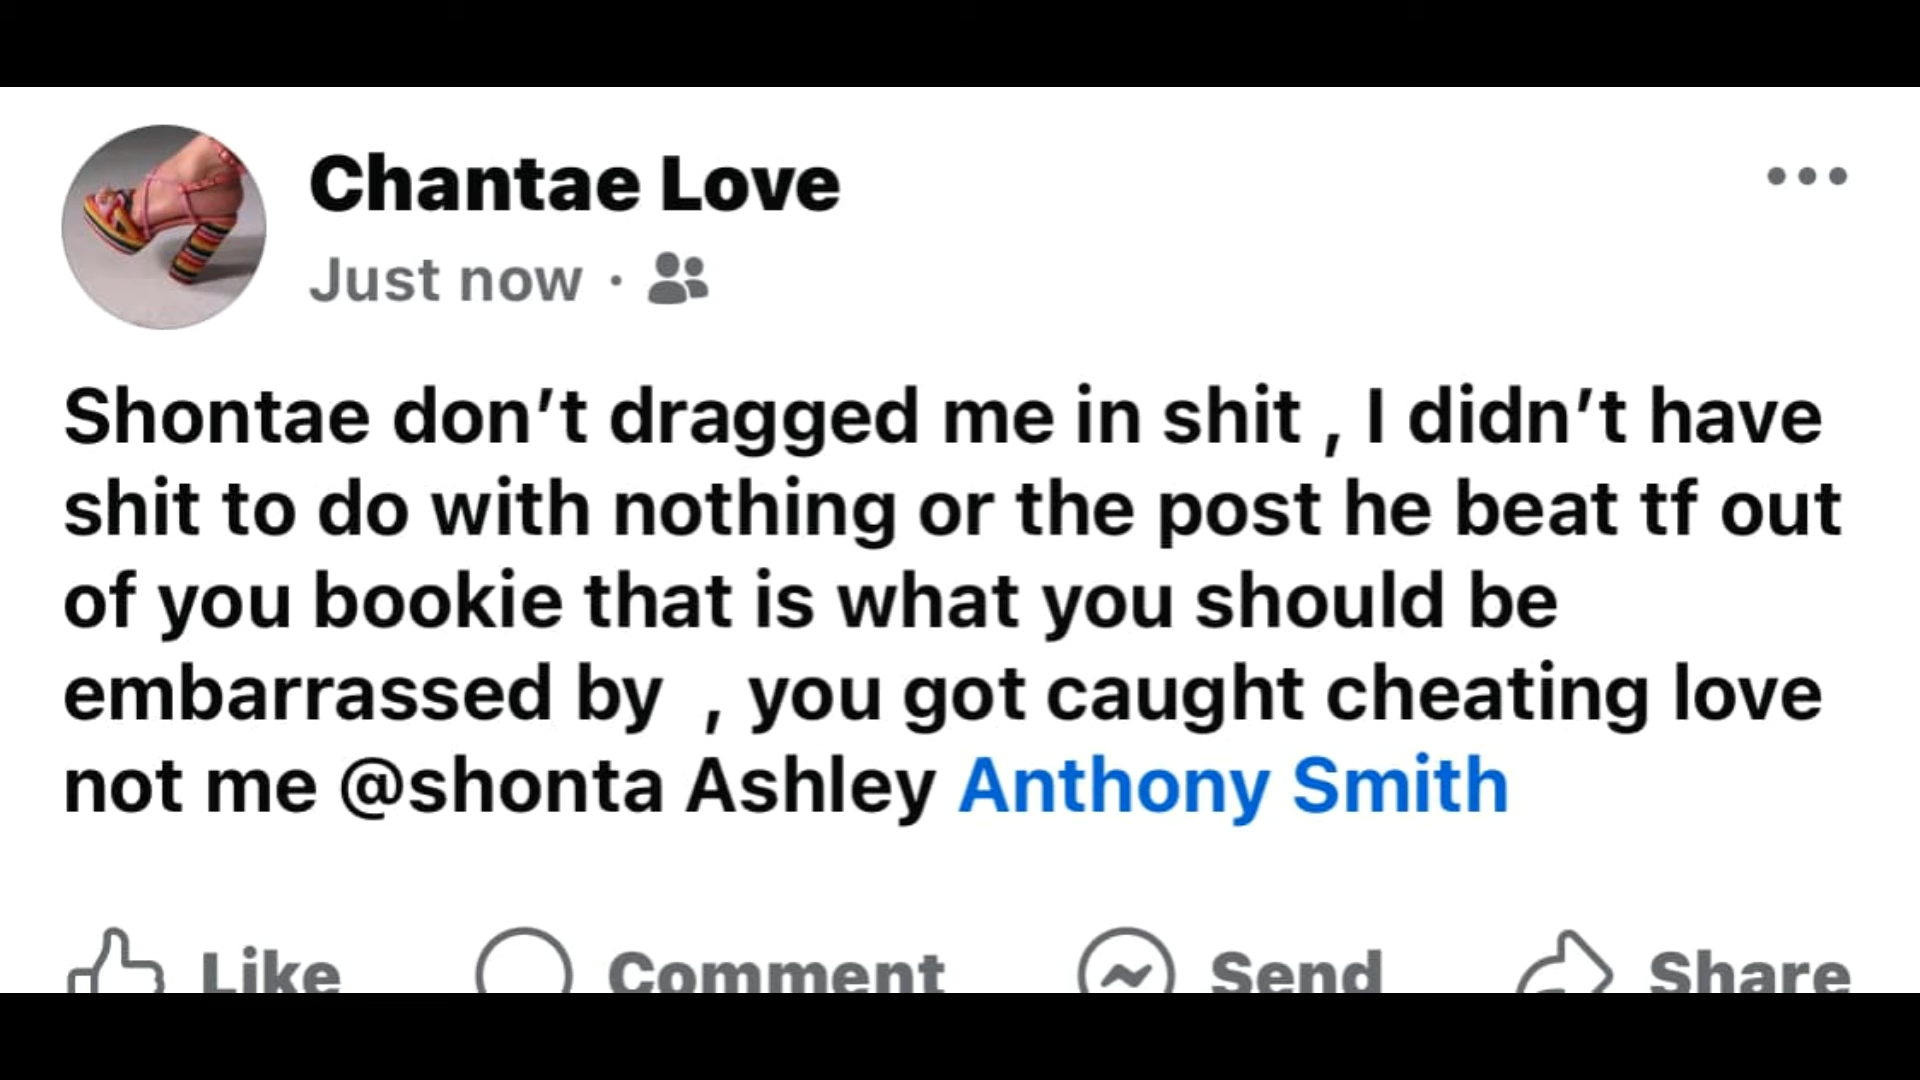 Chantae Love
Just now ·
Shontae don’t dragged me in shit , I didn’t have
shit to do with nothing or the post he beat tf out
of you bookie that is what you should be
embarrassed by  , you got caught cheating love
not me @shonta Ashley Anthony Smith
Like Comment Send Share